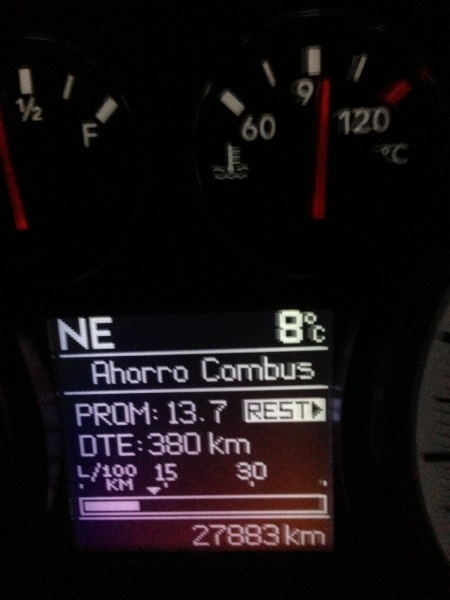 ½
F
60
9
120
°C
NE 8°C
Ahorro Combus
PROM: 13.7 REST
DTE: 380 km
L/100 KM 15 30
27883 km